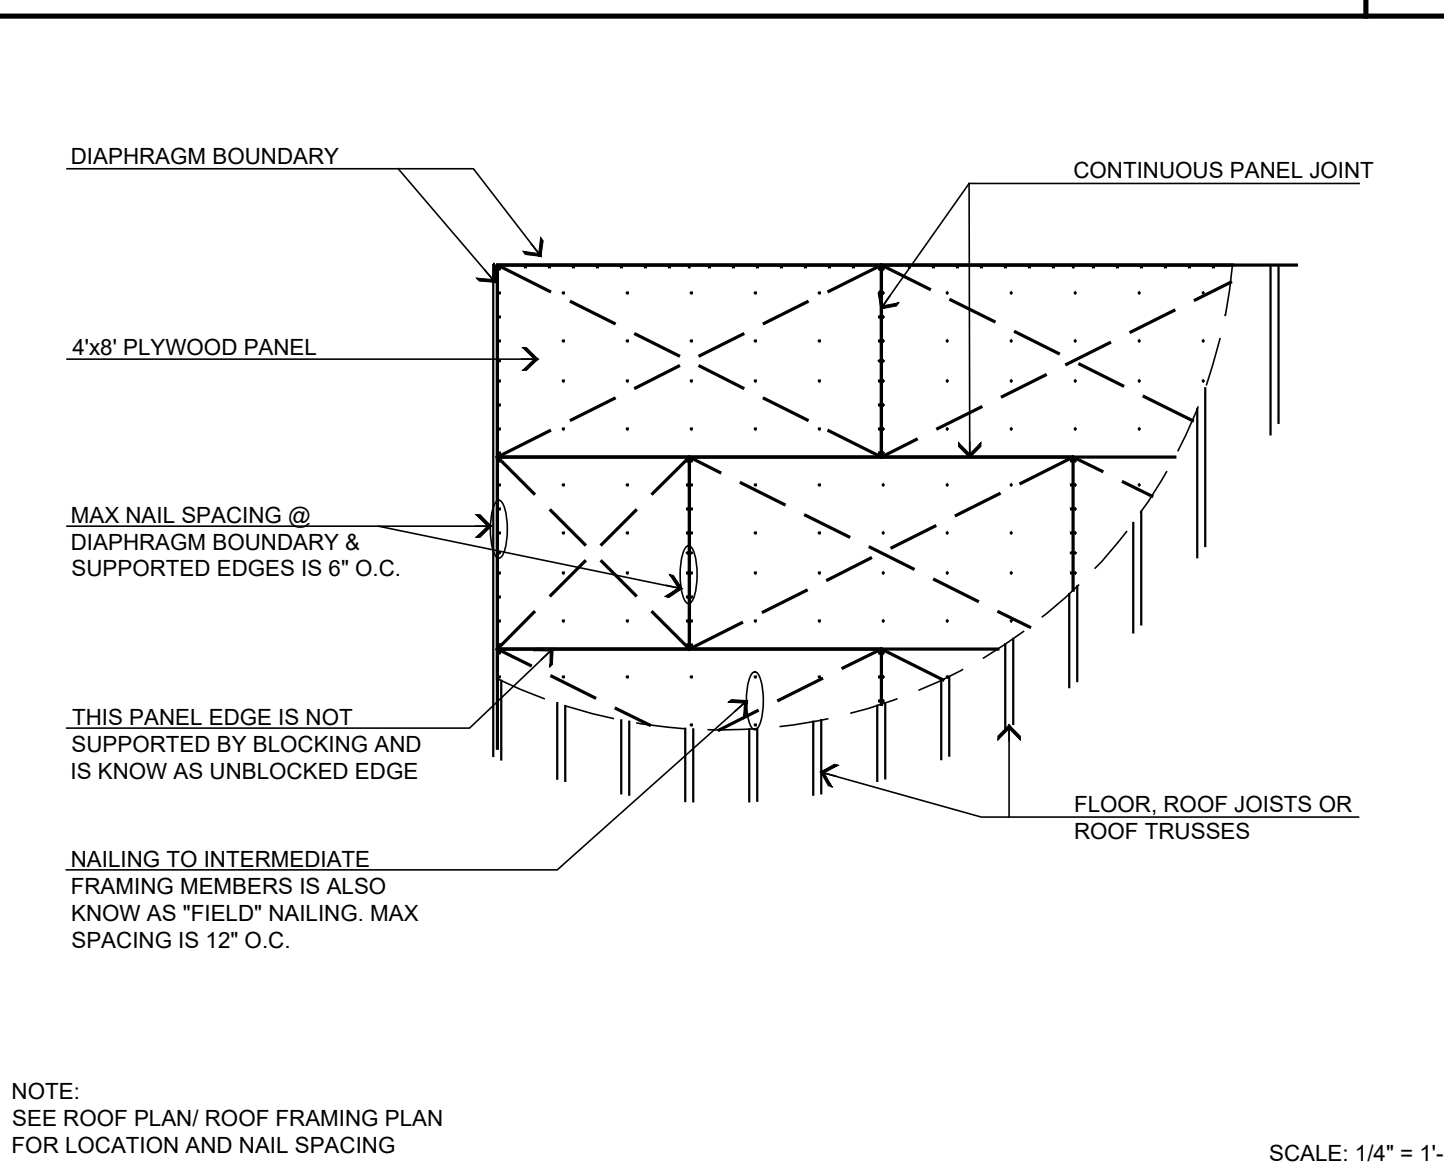 DIAPHRAGM BOUNDARY
CONTINUOUS PANEL JOINT
4'x8' PLYWOOD PANEL
MAX NAIL SPACING @
DIAPHRAGM BOUNDARY &
SUPPORTED EDGES IS 6" O.C.
THIS PANEL EDGE IS NOT
SUPPORTED BY BLOCKING AND
IS KNOW AS UNBLOCKED EDGE
FLOOR, ROOF JOISTS OR
ROOF TRUSSES
NAILING TO INTERMEDIATE
FRAMING MEMBERS IS ALSO
KNOW AS "FIELD" NAILING. MAX
SPACING IS 12" O.C.
NOTE:
SEE ROOF PLAN/ ROOF FRAMING PLAN
FOR LOCATION AND NAIL SPACING
SCALE: 1/4" = 1'-